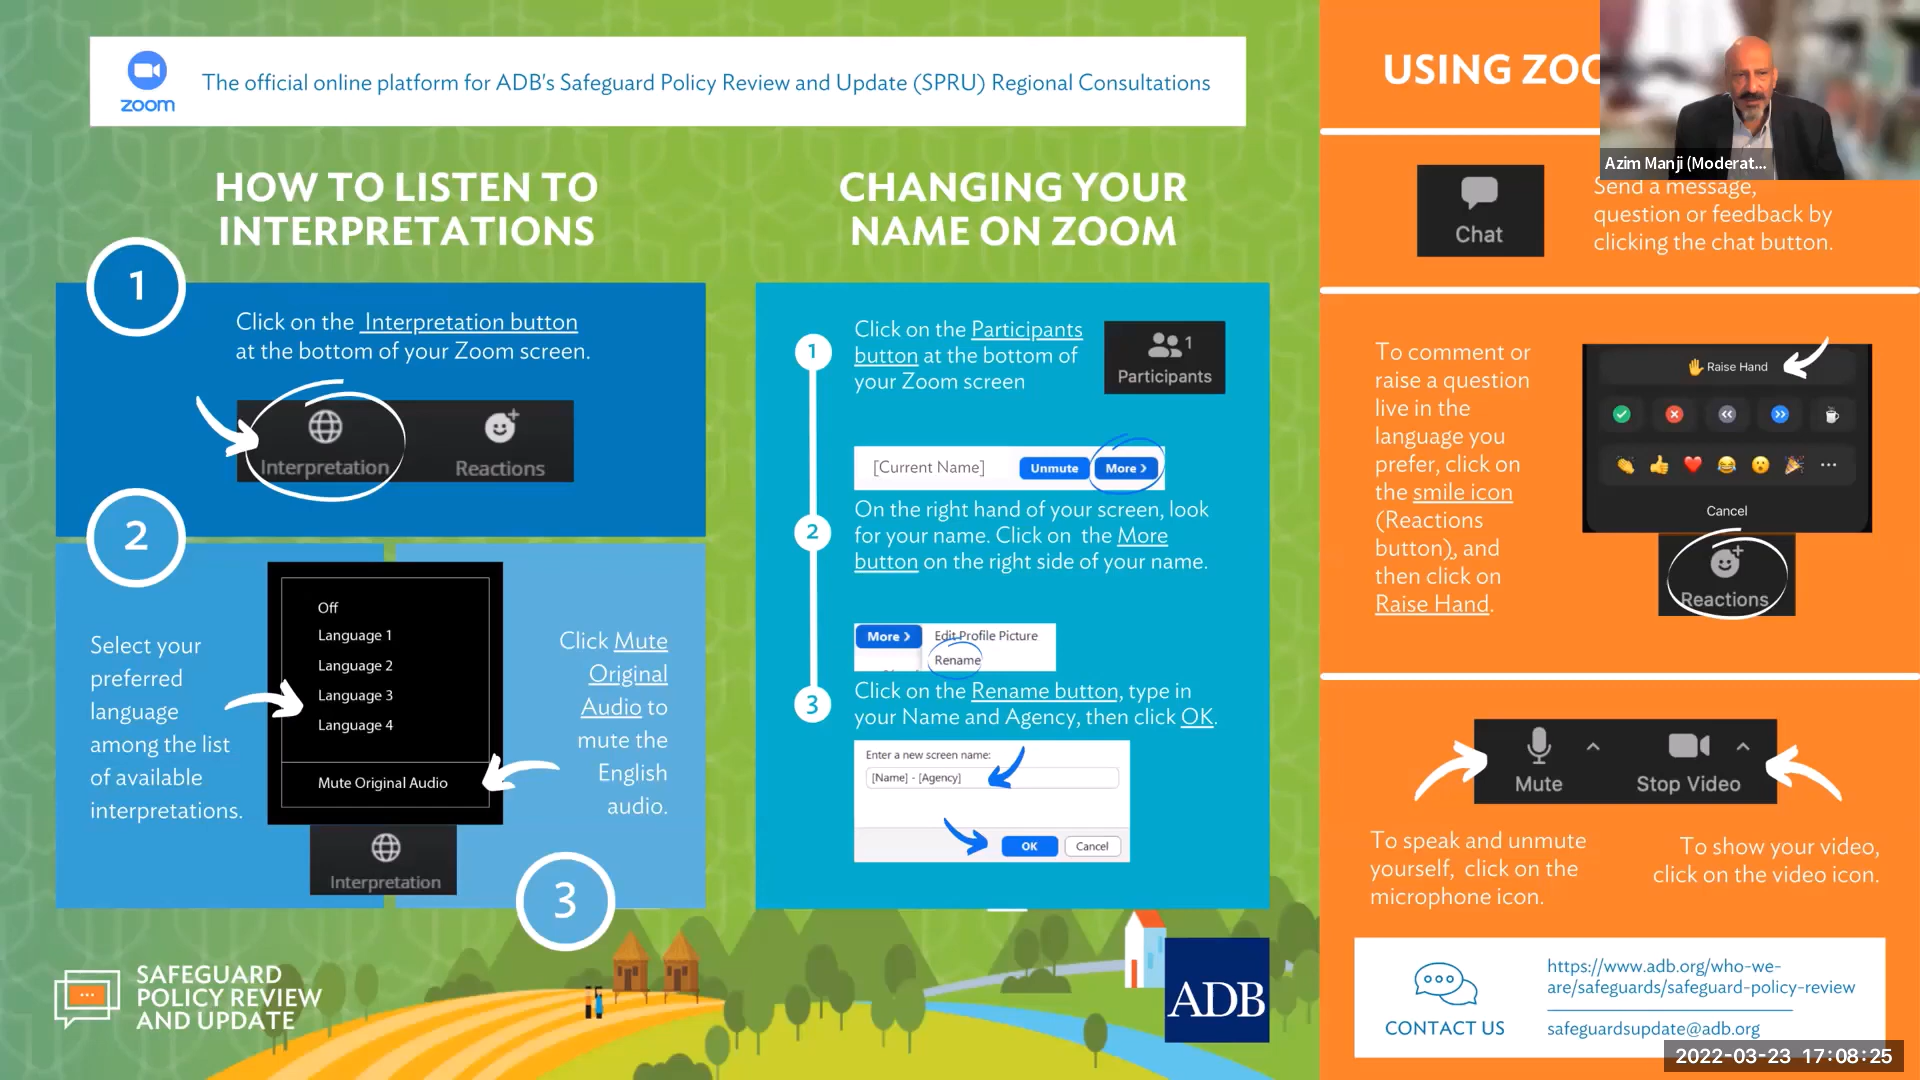 zoom
The official online platform for ADB's Safeguard Policy Review and Update (SPRU) Regional Consultations
HOW TO LISTEN TO
INTERPRETATIONS
1
Click on the Interpretation button
at the bottom of your Zoom screen.
Interpretation
Reactions
2
Select your
preferred
language
among the list
of available
interpretations.
Off
Language 1
Language 2
Language 3
Language 4
Mute Original Audio
Interpretation
Click Mute
Original
Audio to
mute the
English
audio.
3
CHANGING YOUR
NAME ON ZOOM
1
Click on the Participants
button at the bottom of
your Zoom screen
1
Participants
[Current Name]
Unmute
More >
2
On the right hand of your screen, look
for your name. Click on the More
button on the right side of your name.
More >
Edit Profile Picture
Rename
3
Click on the Rename button, type in
your Name and Agency, then click OK.
Enter a new screen name:
[Name] - [Agency]
OK
Cancel
SAFEGUARD
POLICY REVIEW
AND UPDATE
ADB
USING ZOO
Azim Manji (Moderat...
Chat
Send a message,
question or feedback by
clicking the chat button.
To comment or
raise a question
live in the
language you
prefer, click on
the smile icon
(Reactions
button), and
then click on
Raise Hand.
Raise Hand
Cancel
Reactions
Mute
Stop Video
To speak and unmute
yourself, click on the
microphone icon.
To show your video,
click on the video icon.
CONTACT US
https://www.adb.org/who-we-
are/safeguards/safeguard-policy-review
safeguardsupdate@adb.org
2022-03-23 17:08:25